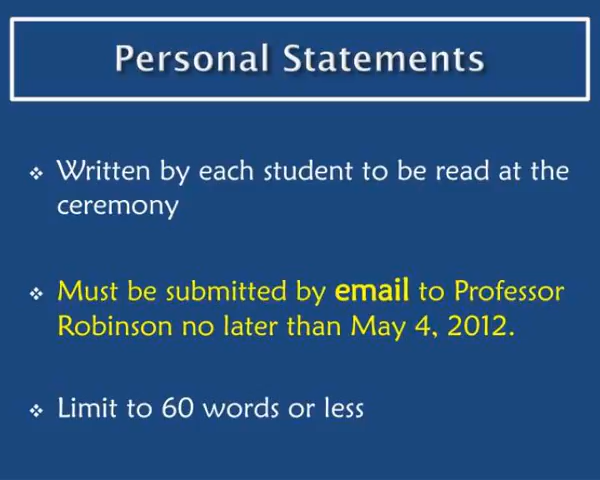 Personal Statements
Written by each student to be read at the
ceremony
Must be submitted by email to Professor
Robinson no later than May 4, 2012.
Limit to 60 words or less